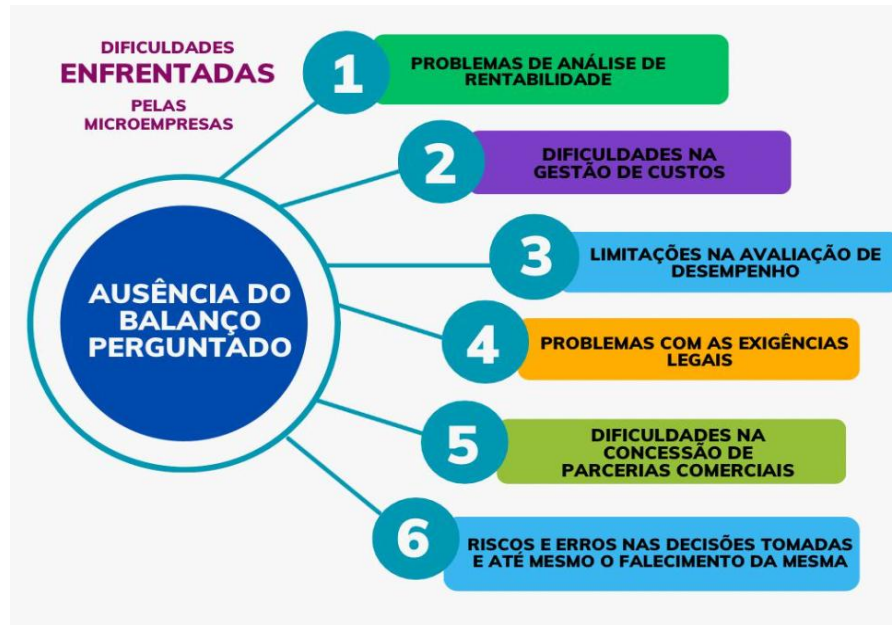 DIFICULDADES
ENFRENTADAS
PELAS
MICROEMPRESAS
AUSÊNCIA DO
BALANÇO
PERGUNTADO
1
PROBLEMAS DE ANÁLISE DE
RENTABILIDADE
2
DIFICULDADES NA
GESTÃO DE CUSTOS
3
LIMITAÇÕES NA AVALIAÇÃO DE
DESEMPENHO
4
PROBLEMAS COM AS EXIGÊNCIAS
LEGAIS
5
DIFICULDADES NA
CONCESSÃO DE
PARCERIAS COMERCIAIS
6
RISCOS E ERROS NAS DECISÕES TOMADAS
E ATÉ MESMO O FALECIMENTO DA MESMA